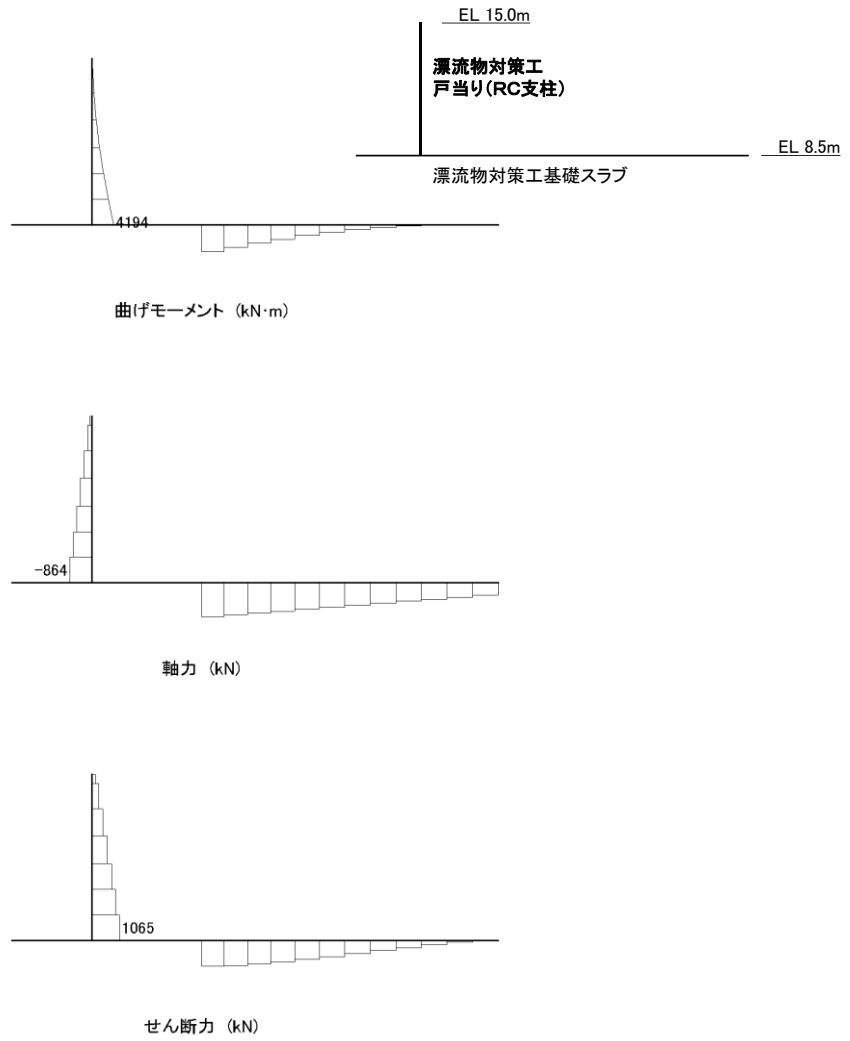 EL 15.0m
漂流物対策工
戸当り(RC支柱)
EL 8.5m
漂流物対策工基礎スラブ
4194
曲げモーメント (kN・m)
-864
軸力 (kN)
1065
せん断力 (kN)